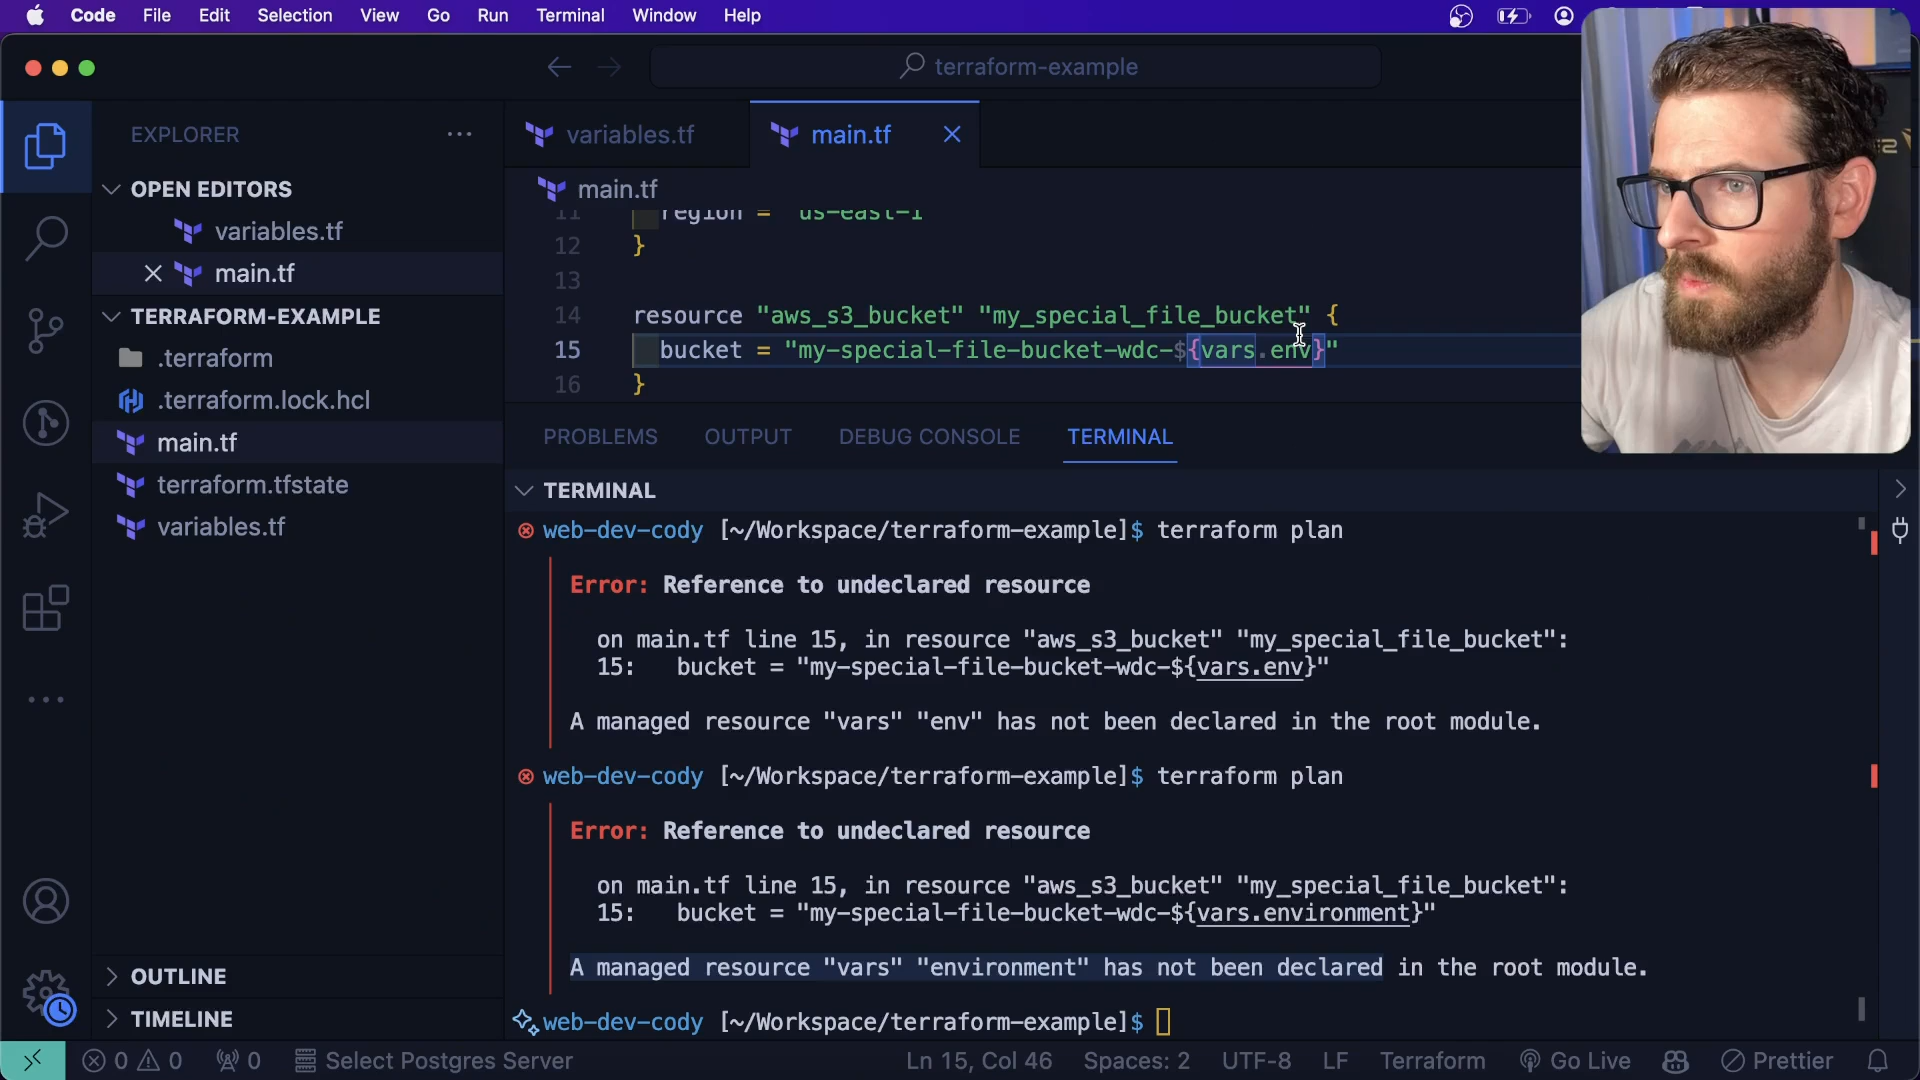 Code File Edit Selection View Go Run Terminal Window Help
terraform-example
EXPLORER
variables.tf
main.tf
OPEN EDITORS
variables.tf
main.tf
TERRAFORM-EXAMPLE
.terraform
.terraform.lock.hcl
main.tf
terraform.tfstate
variables.tf
OUTLINE
TIMELINE
main.tf
11 region = us-east-1
12 }
13
14 resource "aws_s3_bucket" "my_special_file_bucket" {
15 bucket = "my-special-file-bucket-wdc-${vars.env}"
16 }
PROBLEMS OUTPUT DEBUG CONSOLE TERMINAL
TERMINAL
web-dev-cody [~/Workspace/terraform-example]$ terraform plan
Error: Reference to undeclared resource
on main.tf line 15, in resource "aws_s3_bucket" "my_special_file_bucket":
15: bucket = "my-special-file-bucket-wdc-${vars.env}"
A managed resource "vars" "env" has not been declared in the root module.
web-dev-cody [~/Workspace/terraform-example]$ terraform plan
Error: Reference to undeclared resource
on main.tf line 15, in resource "aws_s3_bucket" "my_special_file_bucket":
15: bucket = "my-special-file-bucket-wdc-${vars.environment}"
A managed resource "vars" "environment" has not been declared in the root module.
web-dev-cody [~/Workspace/terraform-example]$
0 0 0 Select Postgres Server Ln 15, Col 46 Spaces: 2 UTF-8 LF Terraform Go Live Prettier